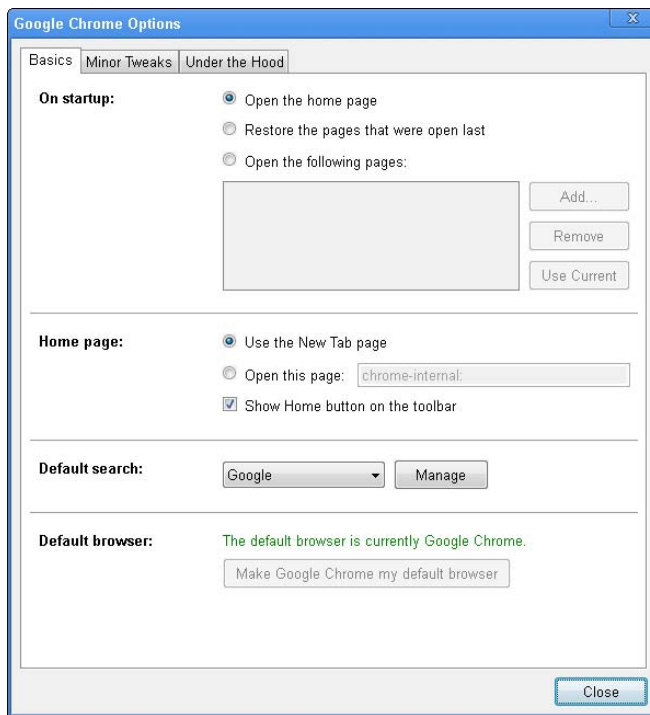 Google Chrome Options
Basics Minor Tweaks Under the Hood
On startup: Open the home page
Restore the pages that were open last
Open the following pages:
Add...
Remove
Use Current
Home page: Use the New Tab page
Open this page: chrome-internal:
Show Home button on the toolbar
Default search: Google Manage
Default browser: The default browser is currently Google Chrome.
Make Google Chrome my default browser
Close